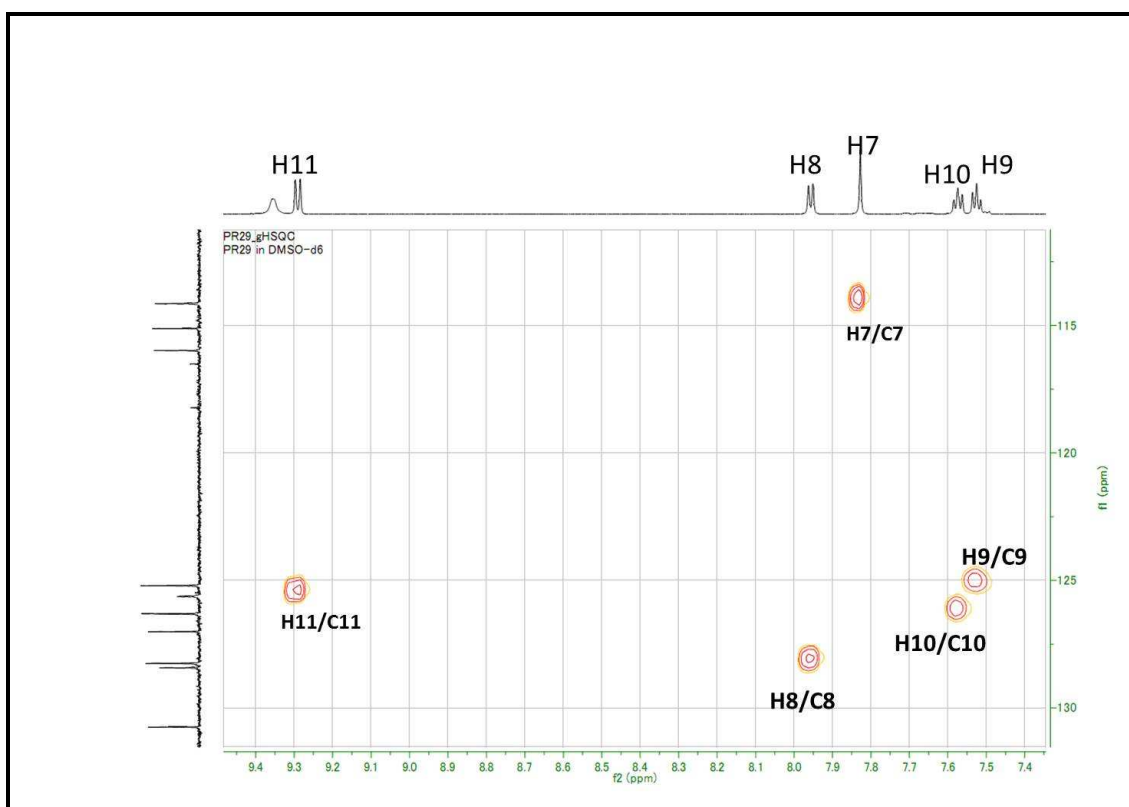 H11
H8
H7
H10
H9
PR29_gHSQC
PR29 in DMSO-d6
H7/C7
H9/C9
H11/C11
H10/C10
H8/C8
115
120
125
130
f1 (ppm)
9.4 9.3 9.2 9.1 9.0 8.9 8.8 8.7 8.6 8.5 8.4 8.3 8.2 8.1 8.0 7.9 7.8 7.7 7.6 7.5 7.4
f2 (ppm)